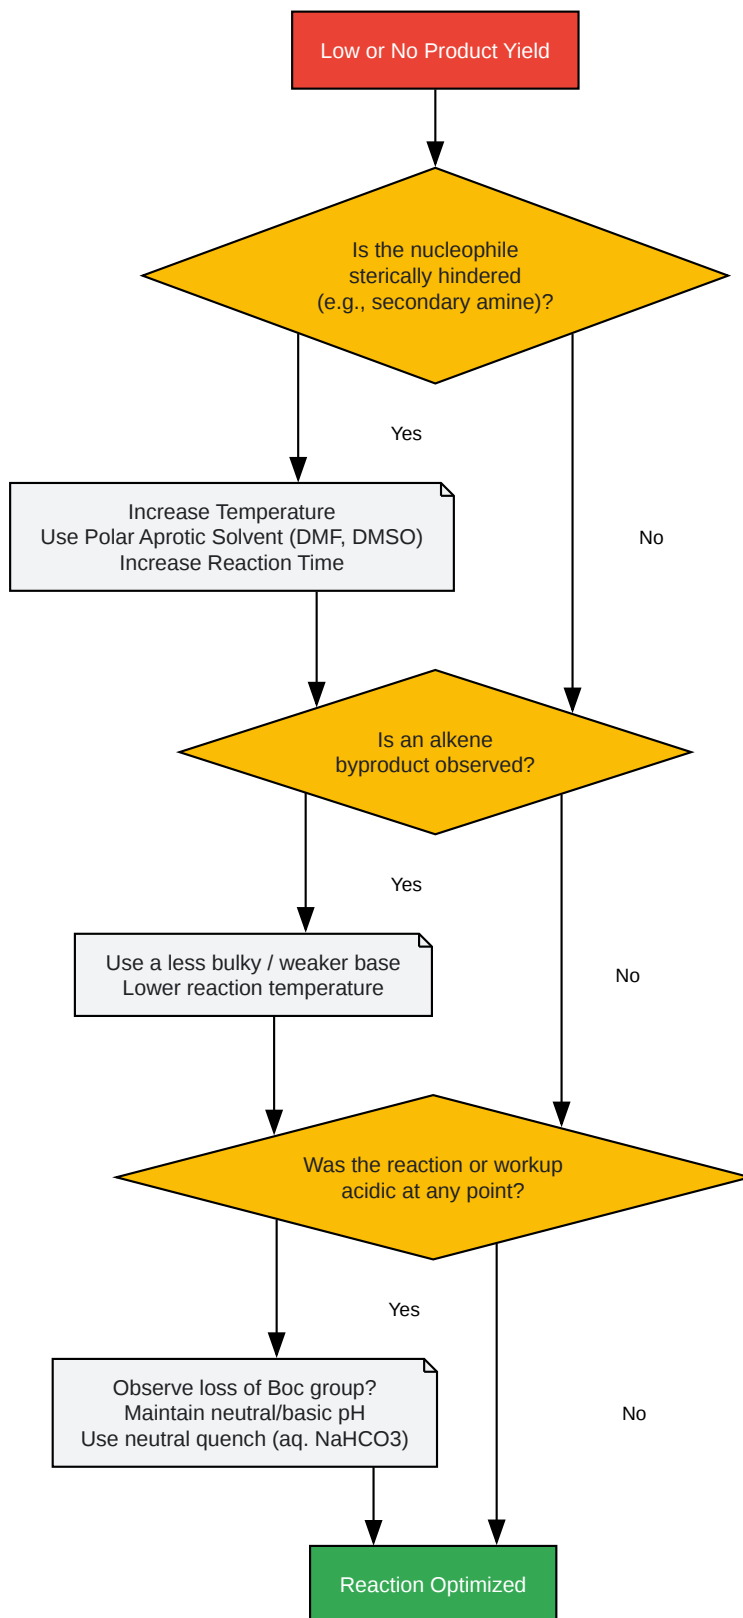 Low or No Product Yield
Is the nucleophile
sterically hindered
(e.g., secondary amine)?
Yes
Increase Temperature
Use Polar Aprotic Solvent (DMF, DMSO)
Increase Reaction Time
No
Is an alkene
byproduct observed?
Yes
Use a less bulky / weaker base
Lower reaction temperature
No
Was the reaction or workup
acidic at any point?
Yes
Observe loss of Boc group?
Maintain neutral/basic pH
Use neutral quench (aq. NaHCO3)
No
Reaction Optimized